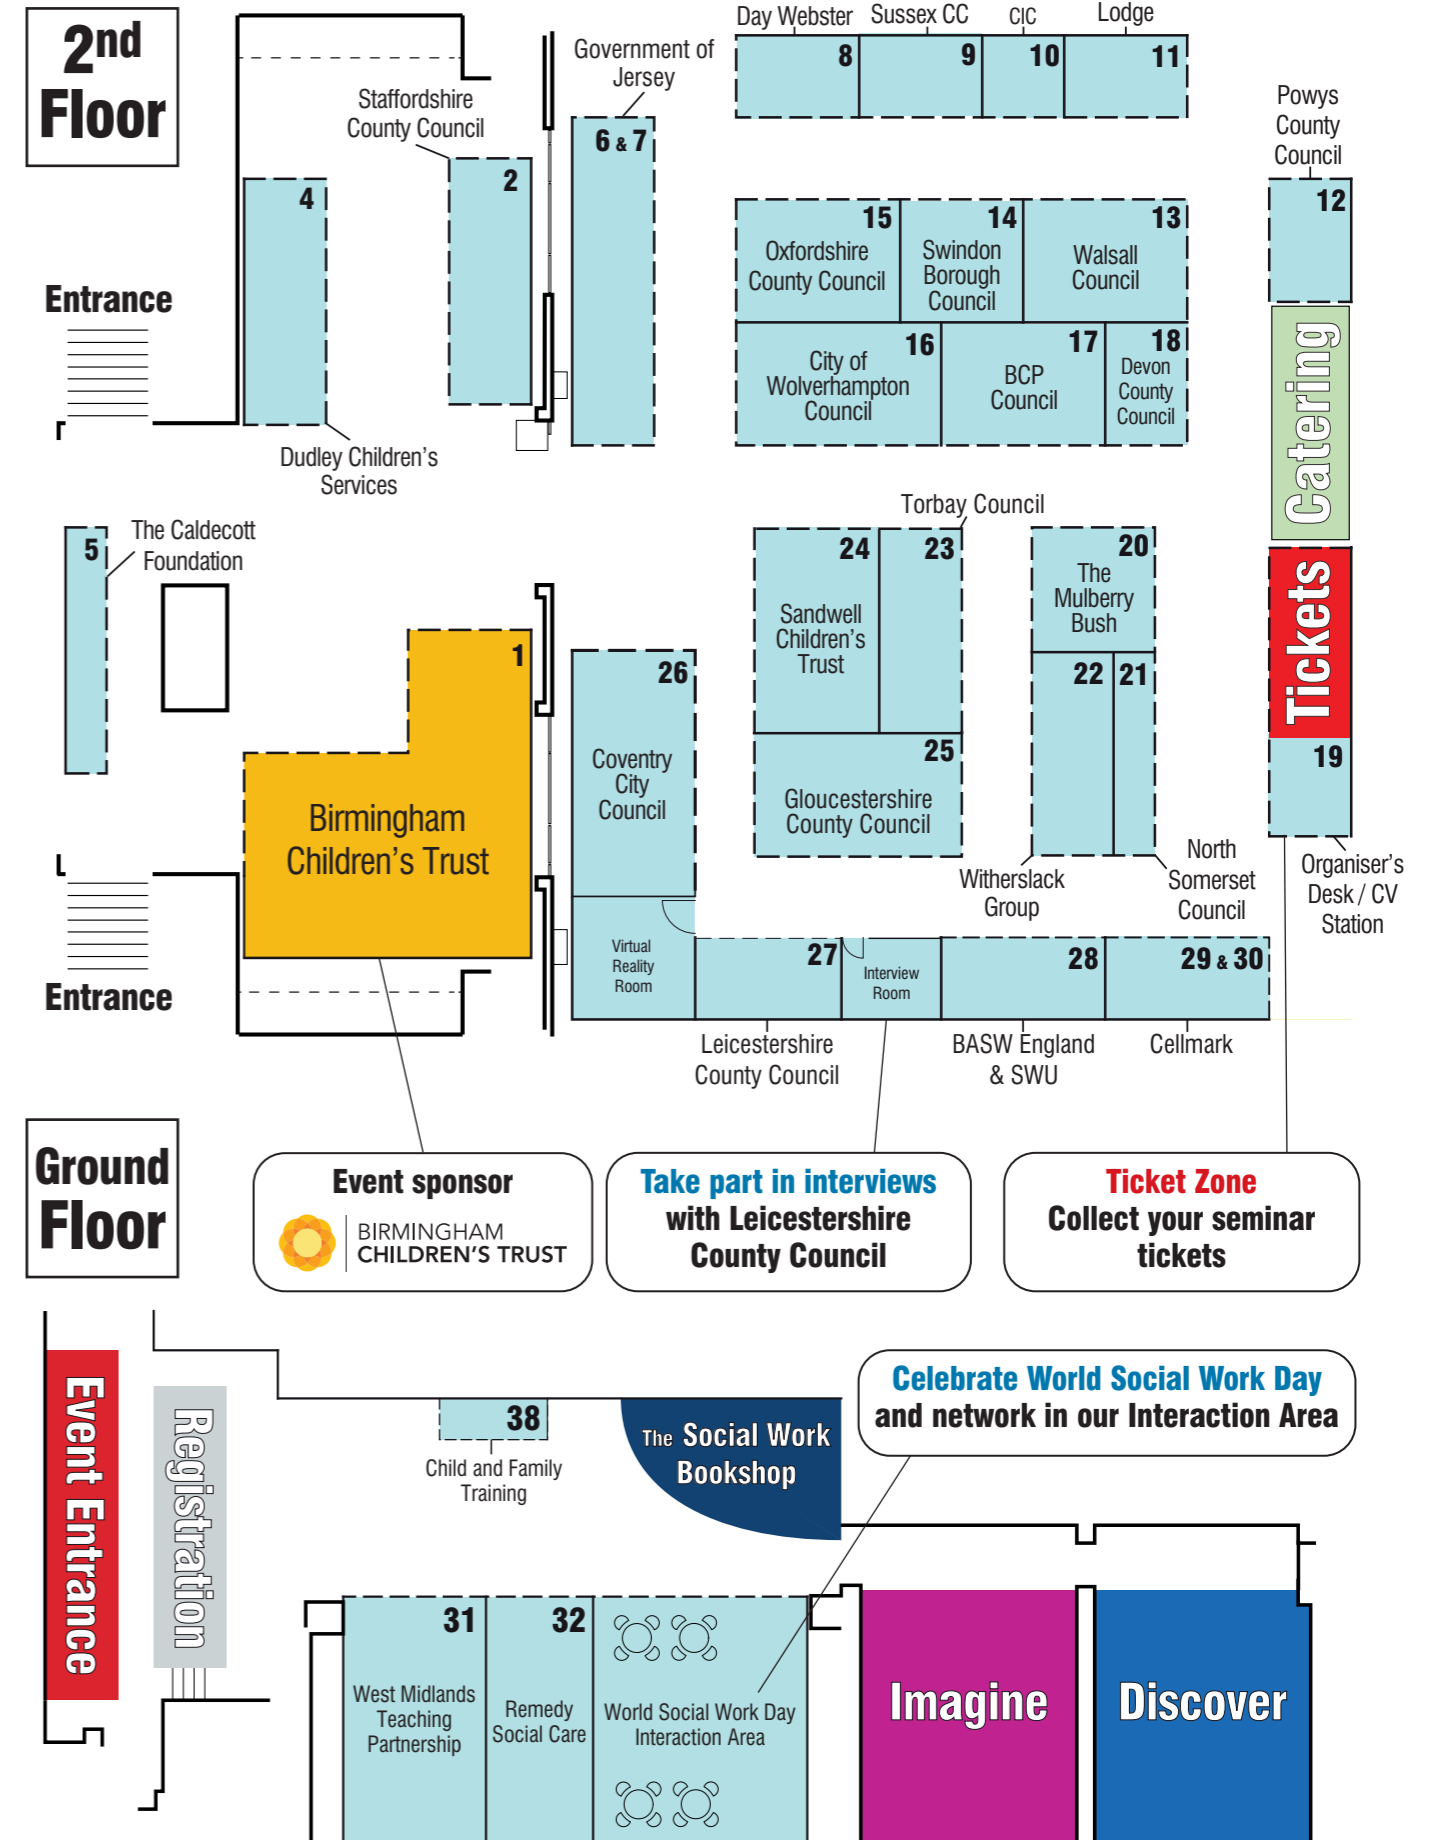 2nd
Floor
Day Webster
Sussex CC
CIC
Lodge
8
9
10
11
Government of
Jersey
6 & 7
Staffordshire
County Council
2
4
Dudley Children's
Services
Entrance
Powys
County
Council
12
15
Oxfordshire
County Council
14
Swindon
Borough
Council
13
Walsall
Council
16
City of
Wolverhampton
Council
17
BCP
Council
18
Devon
County
Council
Catering
Tickets
19
Organiser's
Desk / CV
Station
5
The Caldecott
Foundation
1
Birmingham
Children's Trust
Entrance
26
Coventry
City
Council
Torbay Council
24
Sandwell
Children's
Trust
23
25
Gloucestershire
County Council
20
The
Mulberry
Bush
22
21
Witherslack
Group
North
Somerset
Council
Virtual
Reality
Room
27
Leicestershire
County Council
Interview
Room
28
BASW England
& SWU
29 & 30
Cellmark
Ground
Floor
Event sponsor
BIRMINGHAM
CHILDREN'S TRUST
Take part in interviews
with Leicestershire
County Council
Ticket Zone
Collect your seminar
tickets
Event Entrance
Registration
38
Child and Family
Training
The Social Work
Bookshop
Celebrate World Social Work Day
and network in our Interaction Area
31
West Midlands
Teaching
Partnership
32
Remedy
Social Care
World Social Work Day
Interaction Area
Imagine
Discover